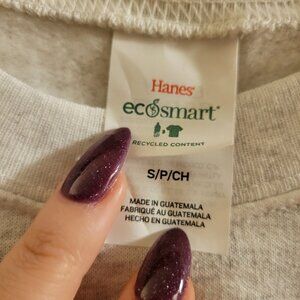 Hanes
ecosmart
RECYCLED CONTENT
S/P/CH
MADE IN GUATEMALA
FABRIQUÉ AU GUATEMALA
HECHO EN GUATEMALA